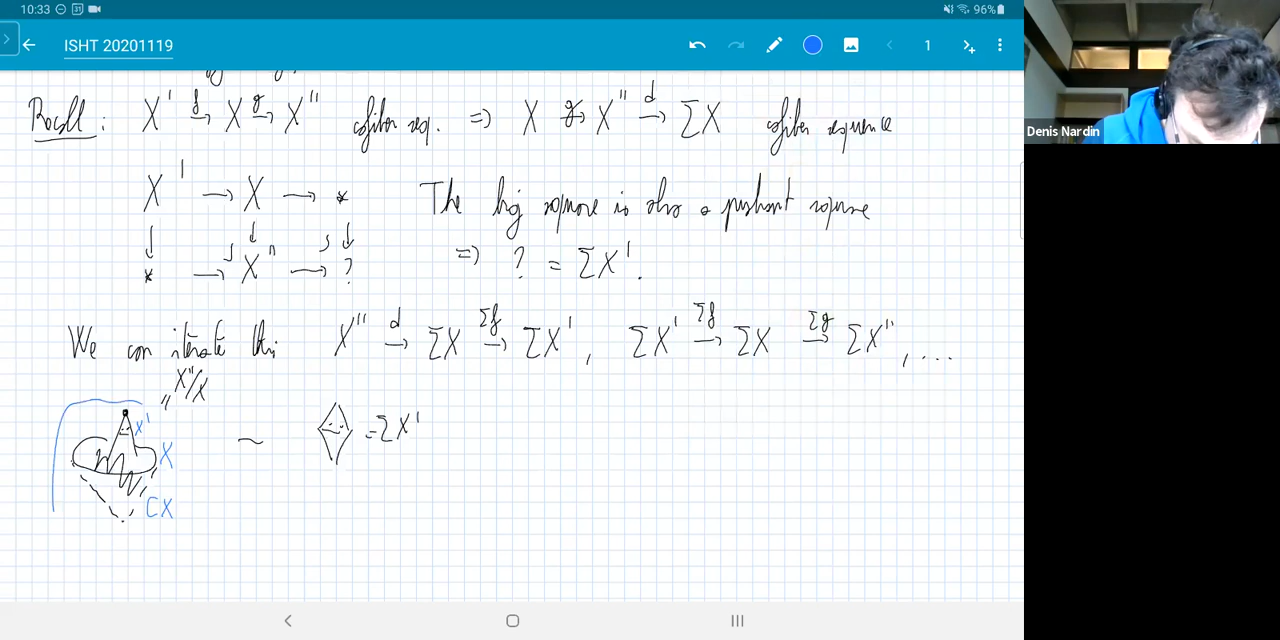 10:33 31 96%
ISHT 20201119 1
Recall: X' f→ X g→ X'' cofiber seq. ⇒ X g→ X'' d→ ΣX cofiber sequence
X' → X → * The big square is also a pushout square
* → X'' → ? ⇒ ? = ΣX'.
We can iterate this X'' d→ ΣX Σf→ ΣX', ΣX' Σf→ ΣX Σg→ ΣX'', ...
X''/X
X' ~ = ΣX'
X
CX
Denis Nardin